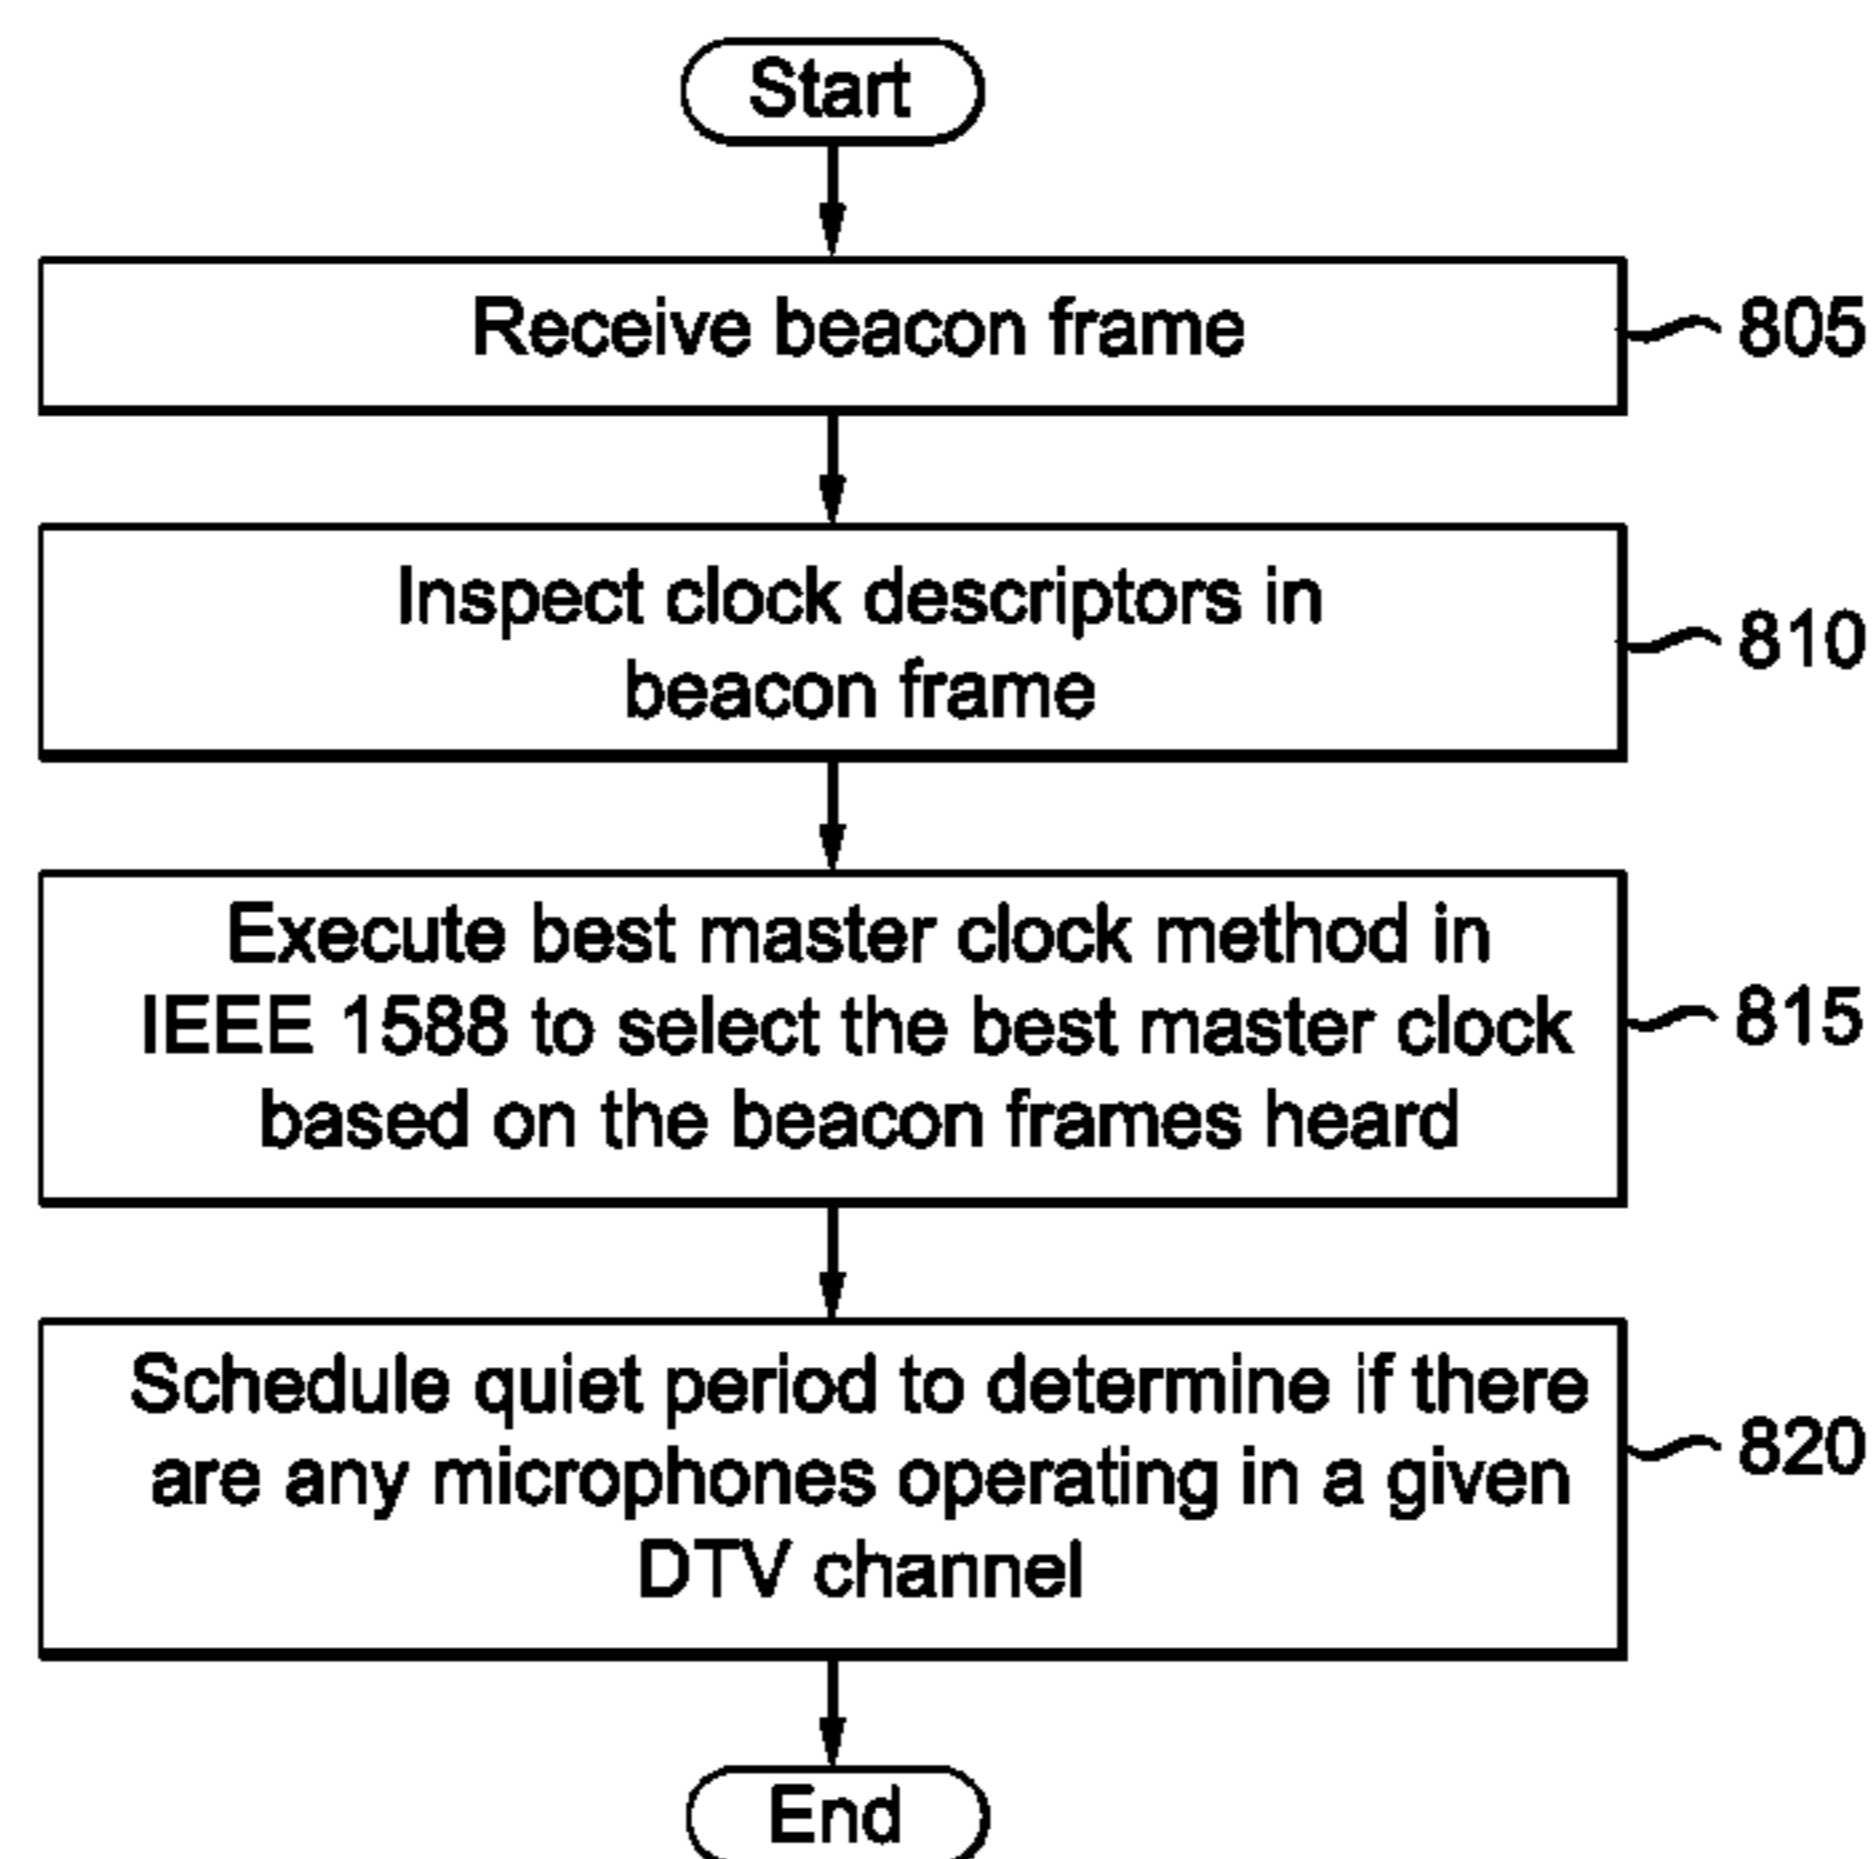 Start
Receive beacon frame
805
Inspect clock descriptors in
beacon frame
810
Execute best master clock method in
IEEE 1588 to select the best master clock
based on the beacon frames heard
815
Schedule quiet period to determine if there
are any microphones operating in a given
DTV channel
820
End